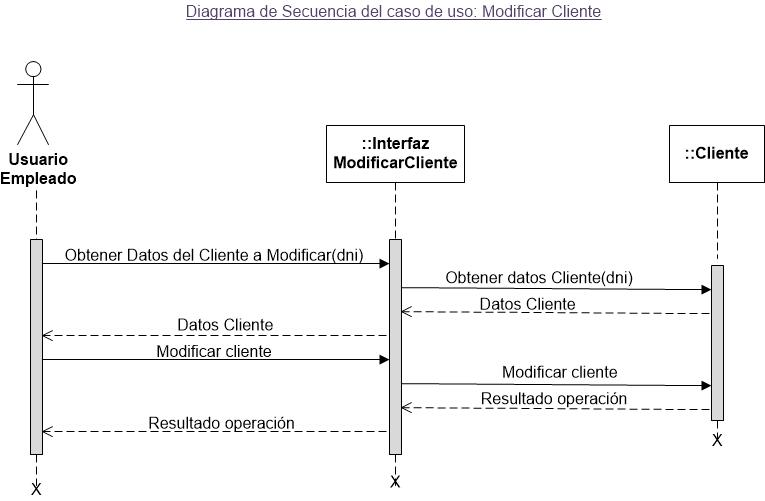 Diagrama de Secuencia del caso de uso: Modificar Cliente
Usuario
Empleado
::Interfaz
ModificarCliente
::Cliente
Obtener Datos del Cliente a Modificar(dni)
Obtener datos Cliente(dni)
Datos Cliente
Datos Cliente
Modificar cliente
Modificar cliente
Resultado operación
Resultado operación
X
X
X